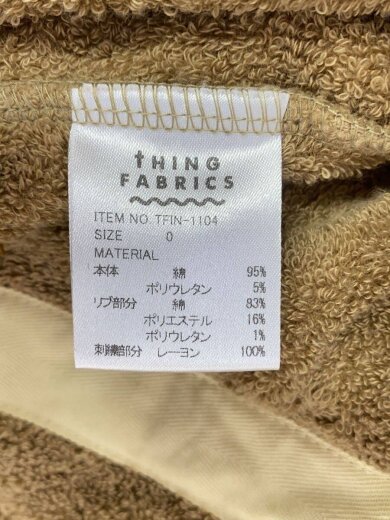 tHING
FABRICS
ITEM NO. TFIN-1104
SIZE 0
MATERIAL
本体 綿 95%
ポリウレタン 5%
リブ部分 綿 83%
ポリエステル 16%
ポリウレタン 1%
刺繍部分 レーヨン 100%